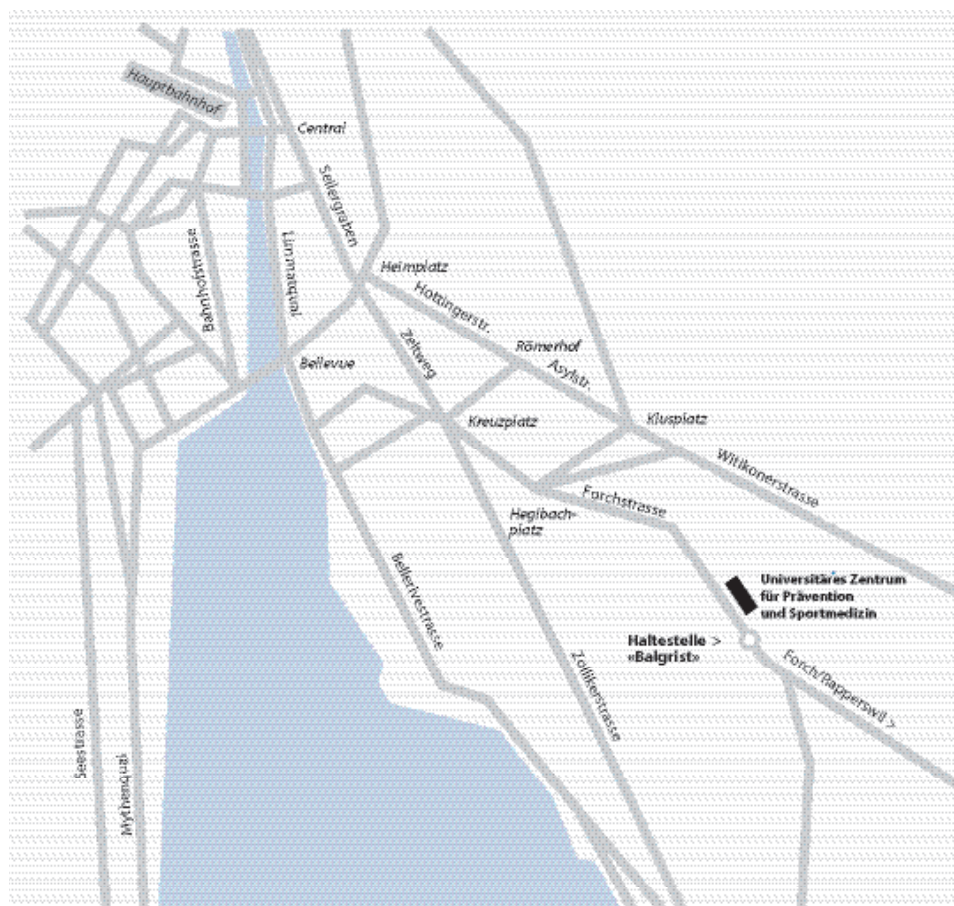 Hauptbahnhof
Central
Seilergraben
Limmatquai
Bahnhofstrasse
Heimplatz
Hottingerstr.
Zeltweg
Römerhof
Asylstr.
Bellevue
Kreuzplatz
Klusplatz
Witikonerstrasse
Forchstrasse
Hegibach-
platz
Bellerivestrasse
Universitäres Zentrum
für Prävention
und Sportmedizin
Haltestelle >
«Balgrist»
Forch/Rapperswil >
Zollikerstrasse
Seestrasse
Mythenquai